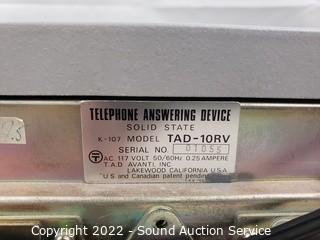 TELEPHONE ANSWERING DEVICE
SOLID STATE
K-107 MODEL TAD-10RV
SERIAL NO. 01055
T AC 117 VOLT 50/60Hz 0.25 AMPERE
T.A.D AVANTI, INC
LAKEWOOD CALIFORNIA U.S.A
U S and Canadian patent pending
Copyright 2022 - Sound Auction Service